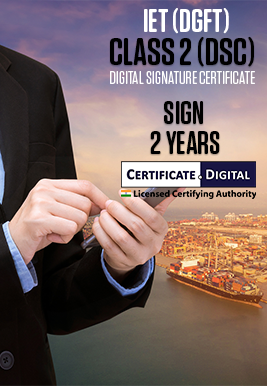 IET (DGFT)
CLASS 2 (DSC)
DIGITAL SIGNATURE CERTIFICATE
SIGN
2 YEARS
CERTIFICATE DIGITAL
Licensed Certifying Authority